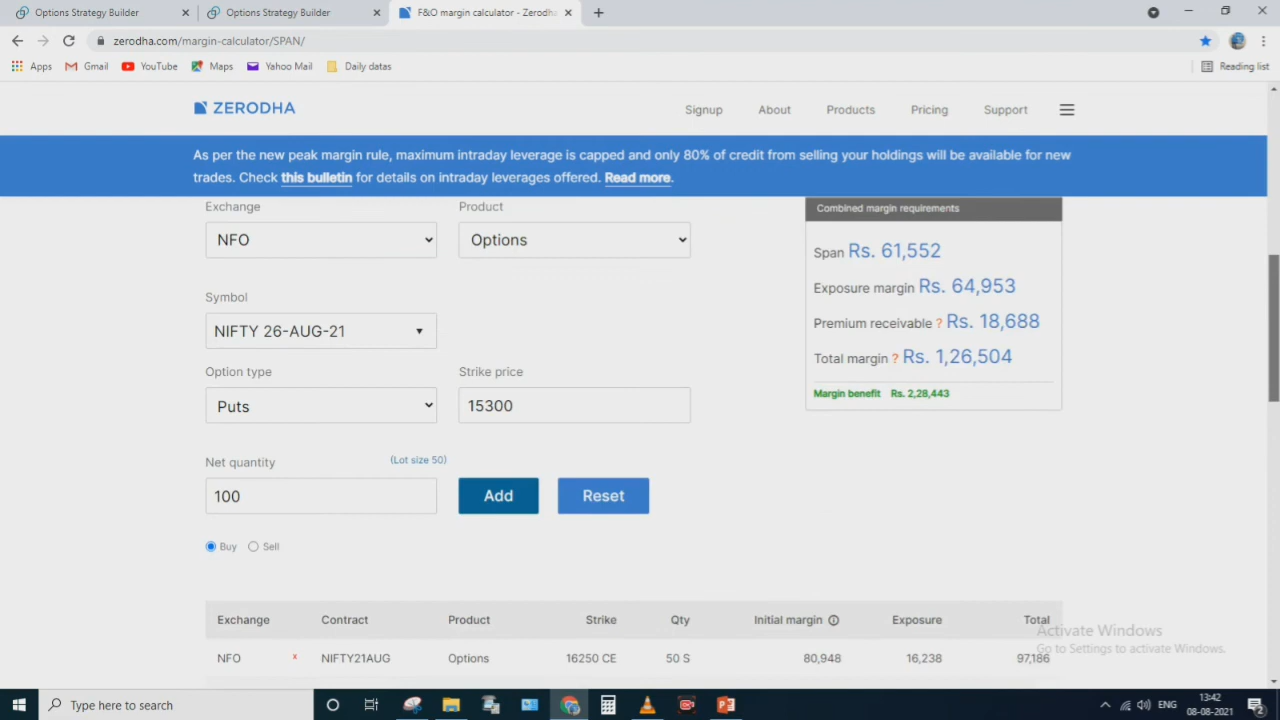 Options Strategy Builder
Options Strategy Builder
F&O margin calculator - Zerodha
zerodha.com/margin-calculator/SPAN/
Apps
Gmail
YouTube
Maps
Yahoo Mail
Daily datas
Reading list
ZERODHA
Signup
About
Products
Pricing
Support
As per the new peak margin rule, maximum intraday leverage is capped and only 80% of credit from selling your holdings will be available for new
trades. Check this bulletin for details on intraday leverages offered. Read more.
Exchange
Product
NFO
Options
Symbol
NIFTY 26-AUG-21
Option type
Strike price
Puts
15300
Net quantity
(Lot size 50)
100
Add
Reset
Buy
Sell
Combined margin requirements
Span Rs. 61,552
Exposure margin Rs. 64,953
Premium receivable ? Rs. 18,688
Total margin ? Rs. 1,26,504
Margin benefit Rs. 2,28,443
Exchange Contract Product Strike Qty Initial margin Exposure Total
NFO x NIFTY21AUG Options 16250 CE 50 S 80,948 16,238 97,186
Activate Windows
Go to Settings to activate Windows.
Type here to search
ENG
13:42
08-08-2021
2